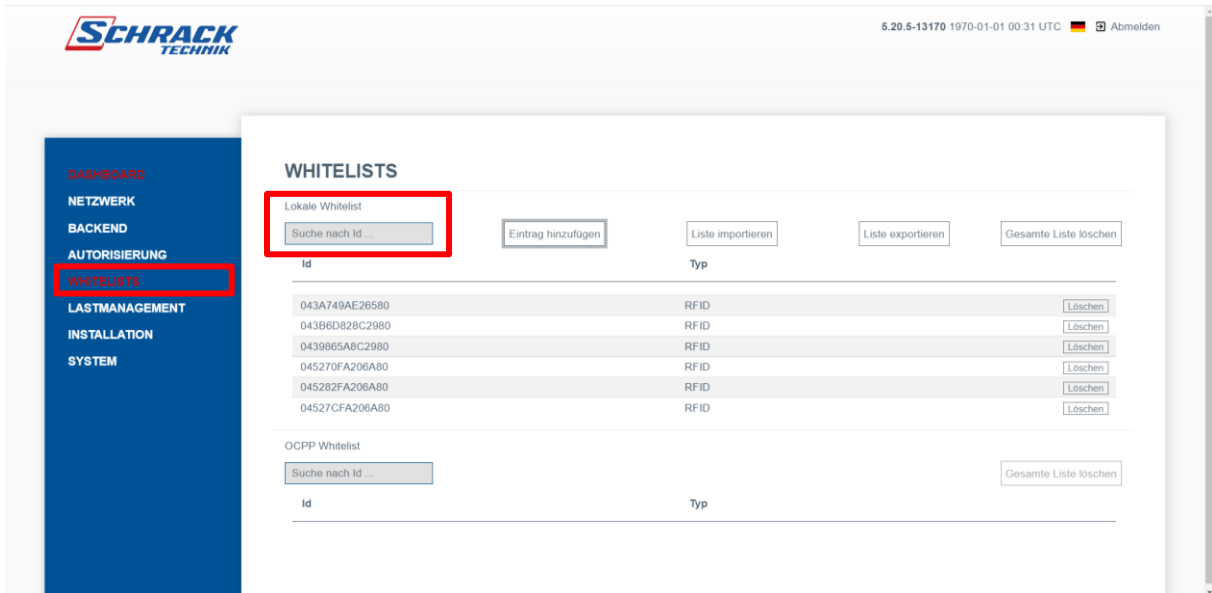 SCHRACK
TECHNIK
5.20.5-13170 1970-01-01 00:31 UTC Abmelden
DASHBOARD
NETZWERK
BACKEND
AUTORISIERUNG
WHITELISTS
LASTMANAGEMENT
INSTALLATION
SYSTEM
WHITELISTS
Lokale Whitelist
Suche nach Id ... Eintrag hinzufügen Liste importieren Liste exportieren Gesamte Liste löschen
Id Typ
043A749AE26580 RFID Löschen
043B6D828C2980 RFID Löschen
0439865A8C2980 RFID Löschen
045270FA206A80 RFID Löschen
045282FA206A80 RFID Löschen
04527CFA206A80 RFID Löschen
OCPP Whitelist
Suche nach Id ... Gesamte Liste löschen
Id Typ